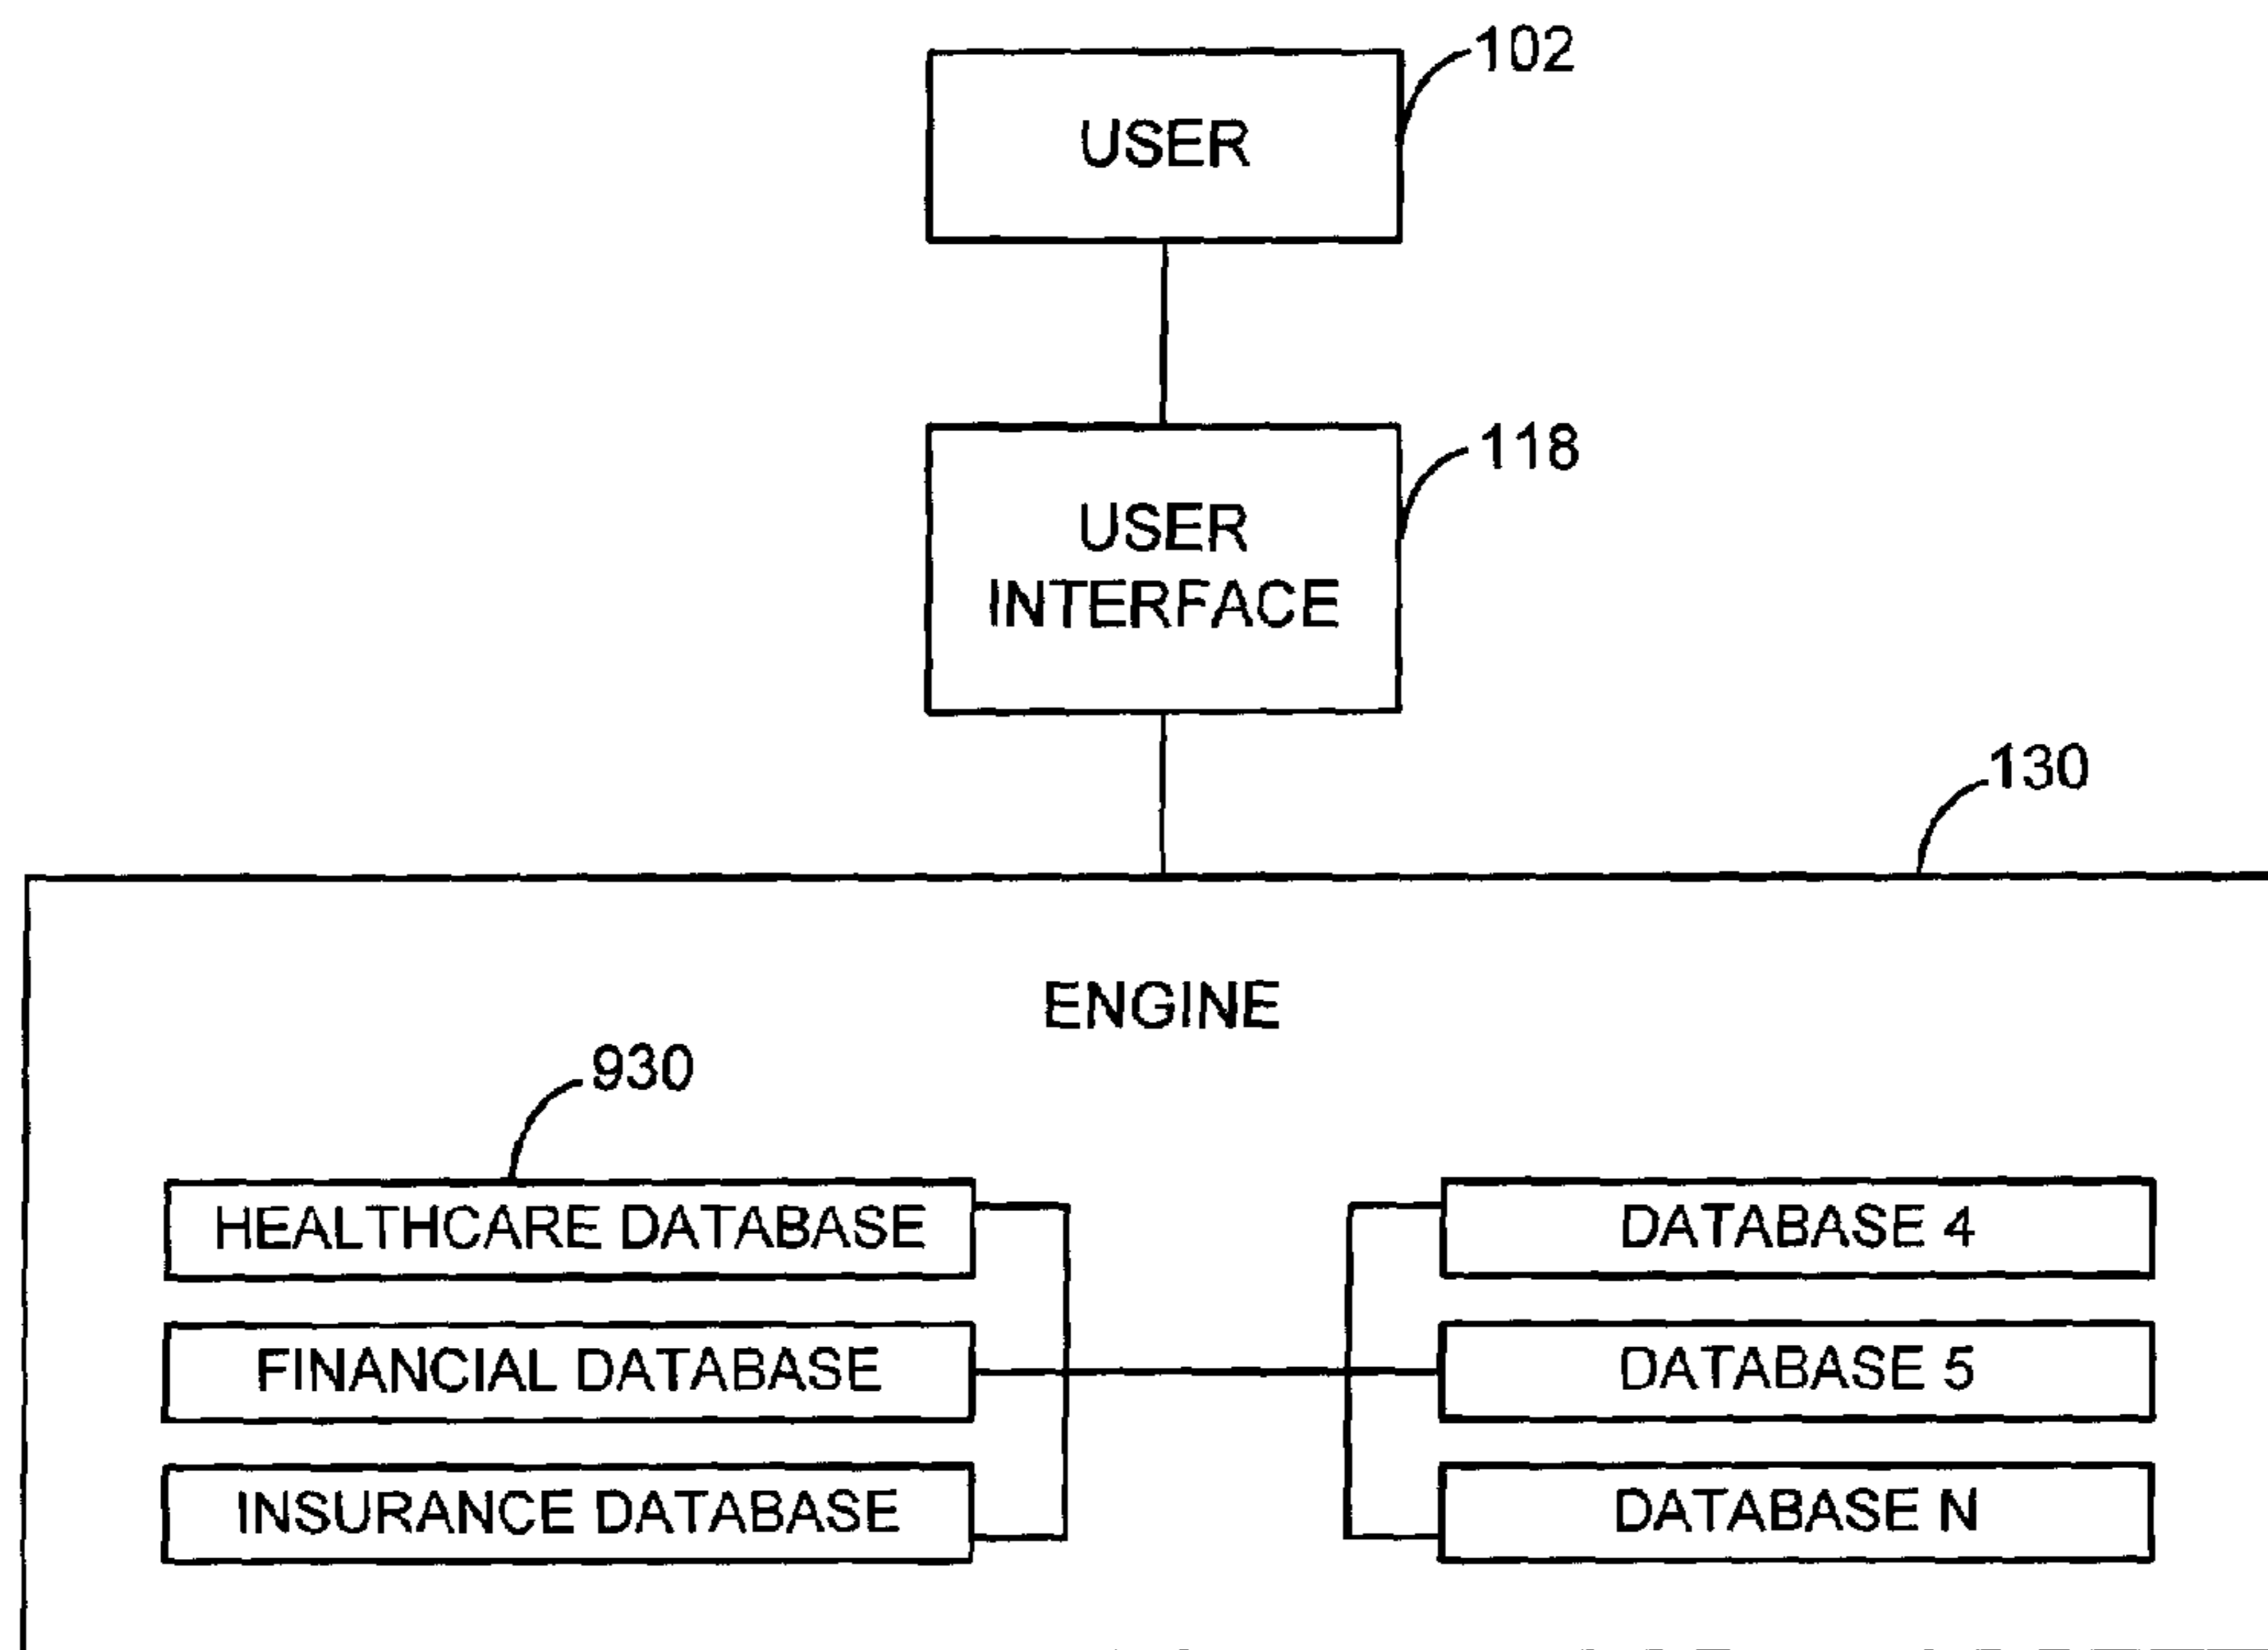 102
USER
118
USER
INTERFACE
130
ENGINE
930
HEALTHCARE DATABASE
DATABASE 4
FINANCIAL DATABASE
DATABASE 5
INSURANCE DATABASE
DATABASE N